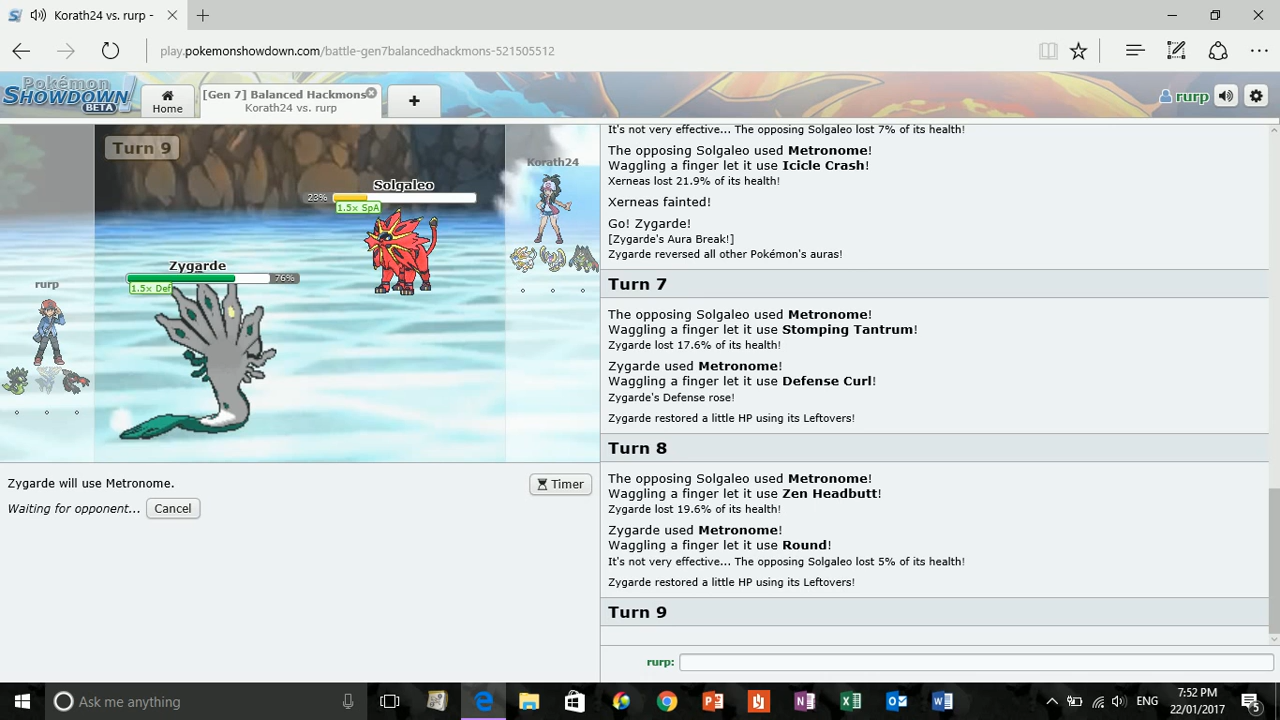 Korath24 vs. rurp -
play.pokemonshowdown.com/battle-gen7balancedhackmons-521505512
Pokémon
SHOWDOWN
BETA
Home
[Gen 7] Balanced Hackmons
Korath24 vs. rurp
rurp
Turn 9
Solgaleo
23%
1.5× SpA
Korath24
Zygarde
76%
1.5× Def
rurp
Zygarde will use Metronome.
Timer
Waiting for opponent...
Cancel
It's not very effective... The opposing Solgaleo lost 7% of its health!
The opposing Solgaleo used Metronome!
Waggling a finger let it use Icicle Crash!
Xerneas lost 21.9% of its health!
Xerneas fainted!
Go! Zygarde!
[Zygarde's Aura Break!]
Zygarde reversed all other Pokémon's auras!
Turn 7
The opposing Solgaleo used Metronome!
Waggling a finger let it use Stomping Tantrum!
Zygarde lost 17.6% of its health!
Zygarde used Metronome!
Waggling a finger let it use Defense Curl!
Zygarde's Defense rose!
Zygarde restored a little HP using its Leftovers!
Turn 8
The opposing Solgaleo used Metronome!
Waggling a finger let it use Zen Headbutt!
Zygarde lost 19.6% of its health!
Zygarde used Metronome!
Waggling a finger let it use Round!
It's not very effective... The opposing Solgaleo lost 5% of its health!
Zygarde restored a little HP using its Leftovers!
Turn 9
rurp:
Ask me anything
ENG
7:52 PM
22/01/2017
5